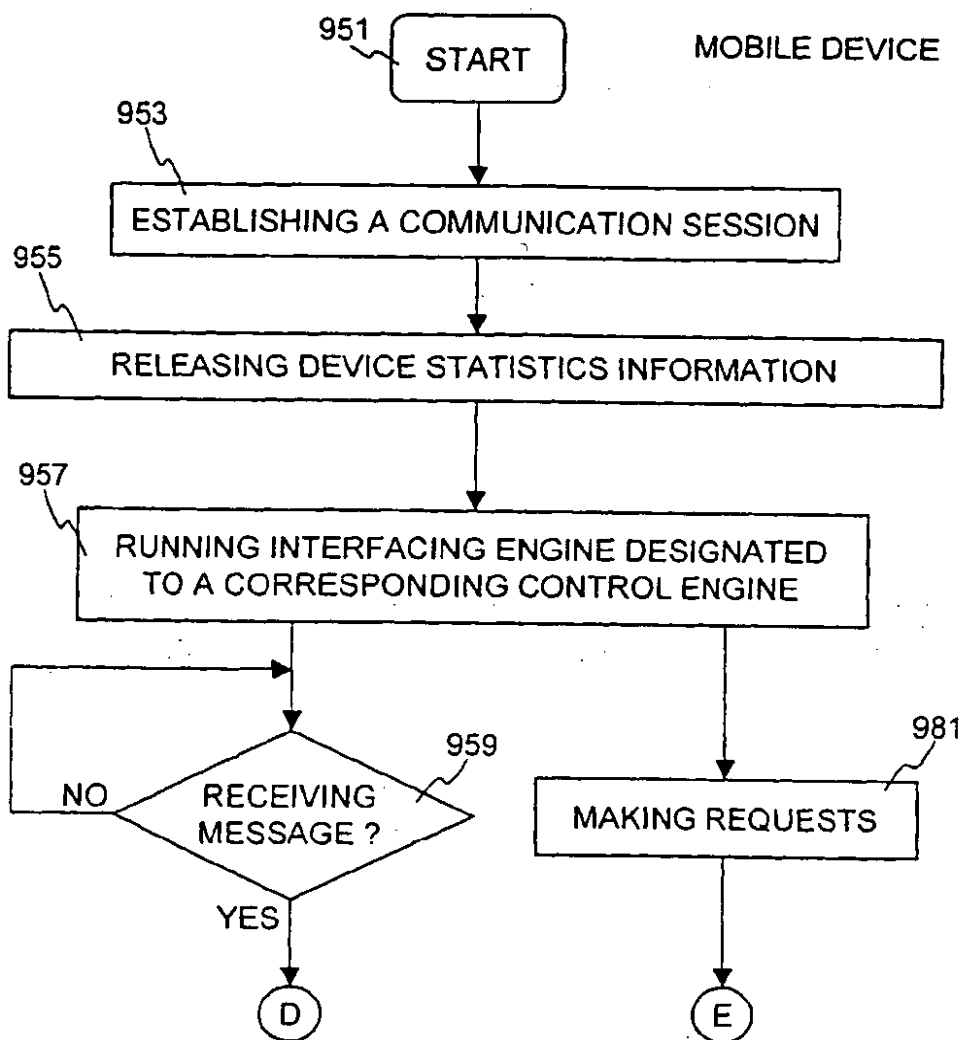 951
START
MOBILE DEVICE
953
ESTABLISHING A COMMUNICATION SESSION
955
RELEASING DEVICE STATISTICS INFORMATION
957
RUNNING INTERFACING ENGINE DESIGNATED
TO A CORRESPONDING CONTROL ENGINE
959
NO
RECEIVING
MESSAGE ?
YES
D
981
MAKING REQUESTS
E